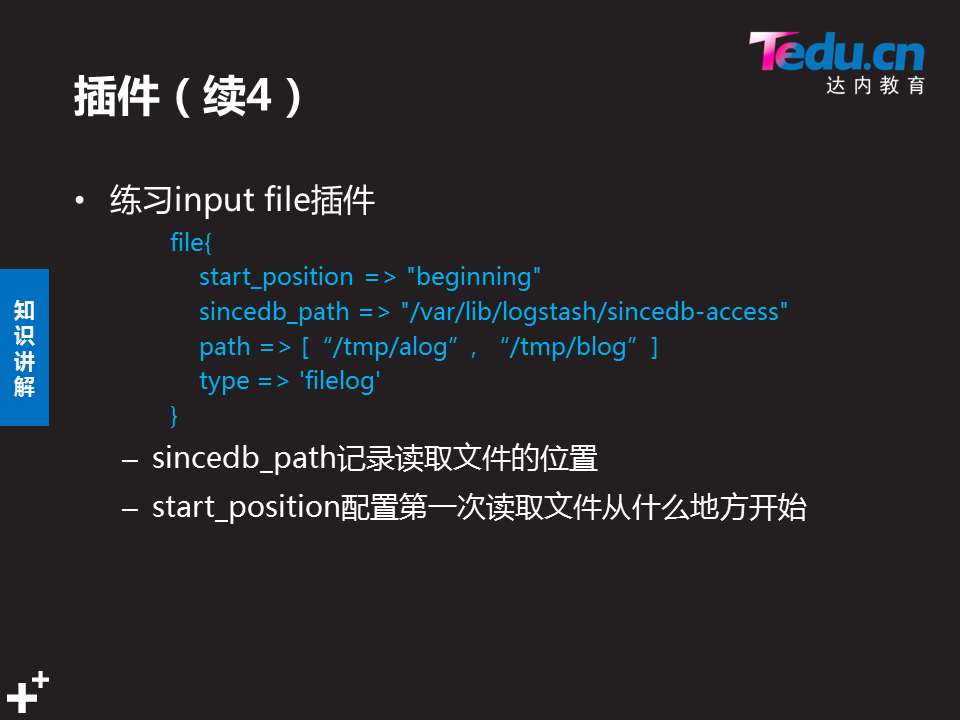 Tedu.cn
达内教育
插件（续4）
• 练习input file插件
file{
start_position => "beginning"
sincedb_path => "/var/lib/logstash/sincedb-access"
path => [“/tmp/alog”, “/tmp/blog”]
type => 'filelog'
}
– sincedb_path记录读取文件的位置
– start_position配置第一次读取文件从什么地方开始
知识讲解